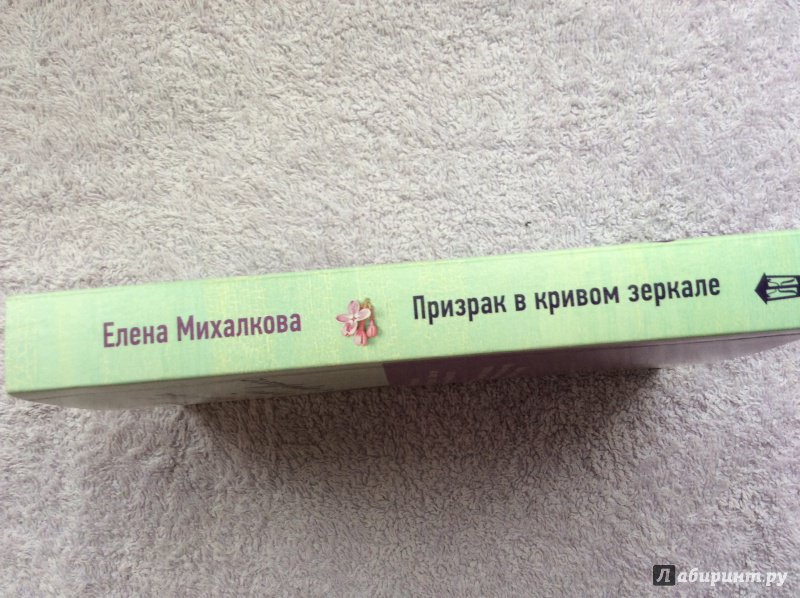 Елена Михалкова
Призрак в кривом зеркале
Лабиринт.ру